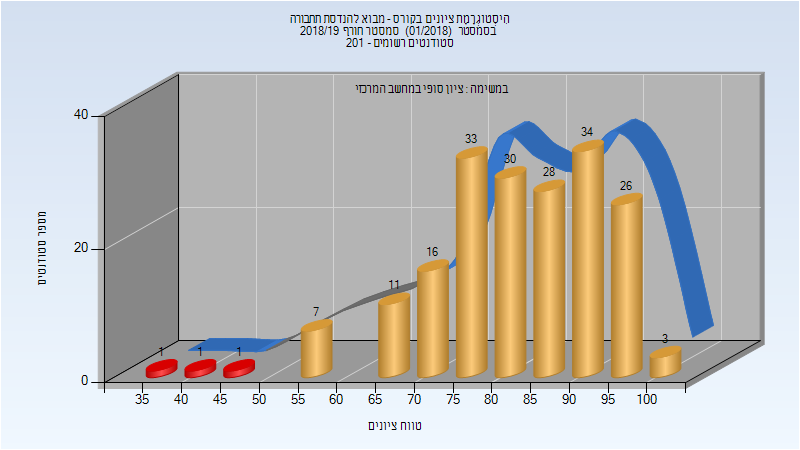 היסטוגרמת ציונים בקורס - מבוא להנדסת תחבורה
בסמסטר (01/2018) סמסטר חורף 2018/19
סטודנטים רשומים - 201
במשימה : ציון סופי במחשב המרכזי
מספר סטודנטים
40
20
0
1
1
1
7
11
16
33
30
28
34
26
3
35 40 45 50 55 60 65 70 75 80 85 90 95 100
טווח ציונים